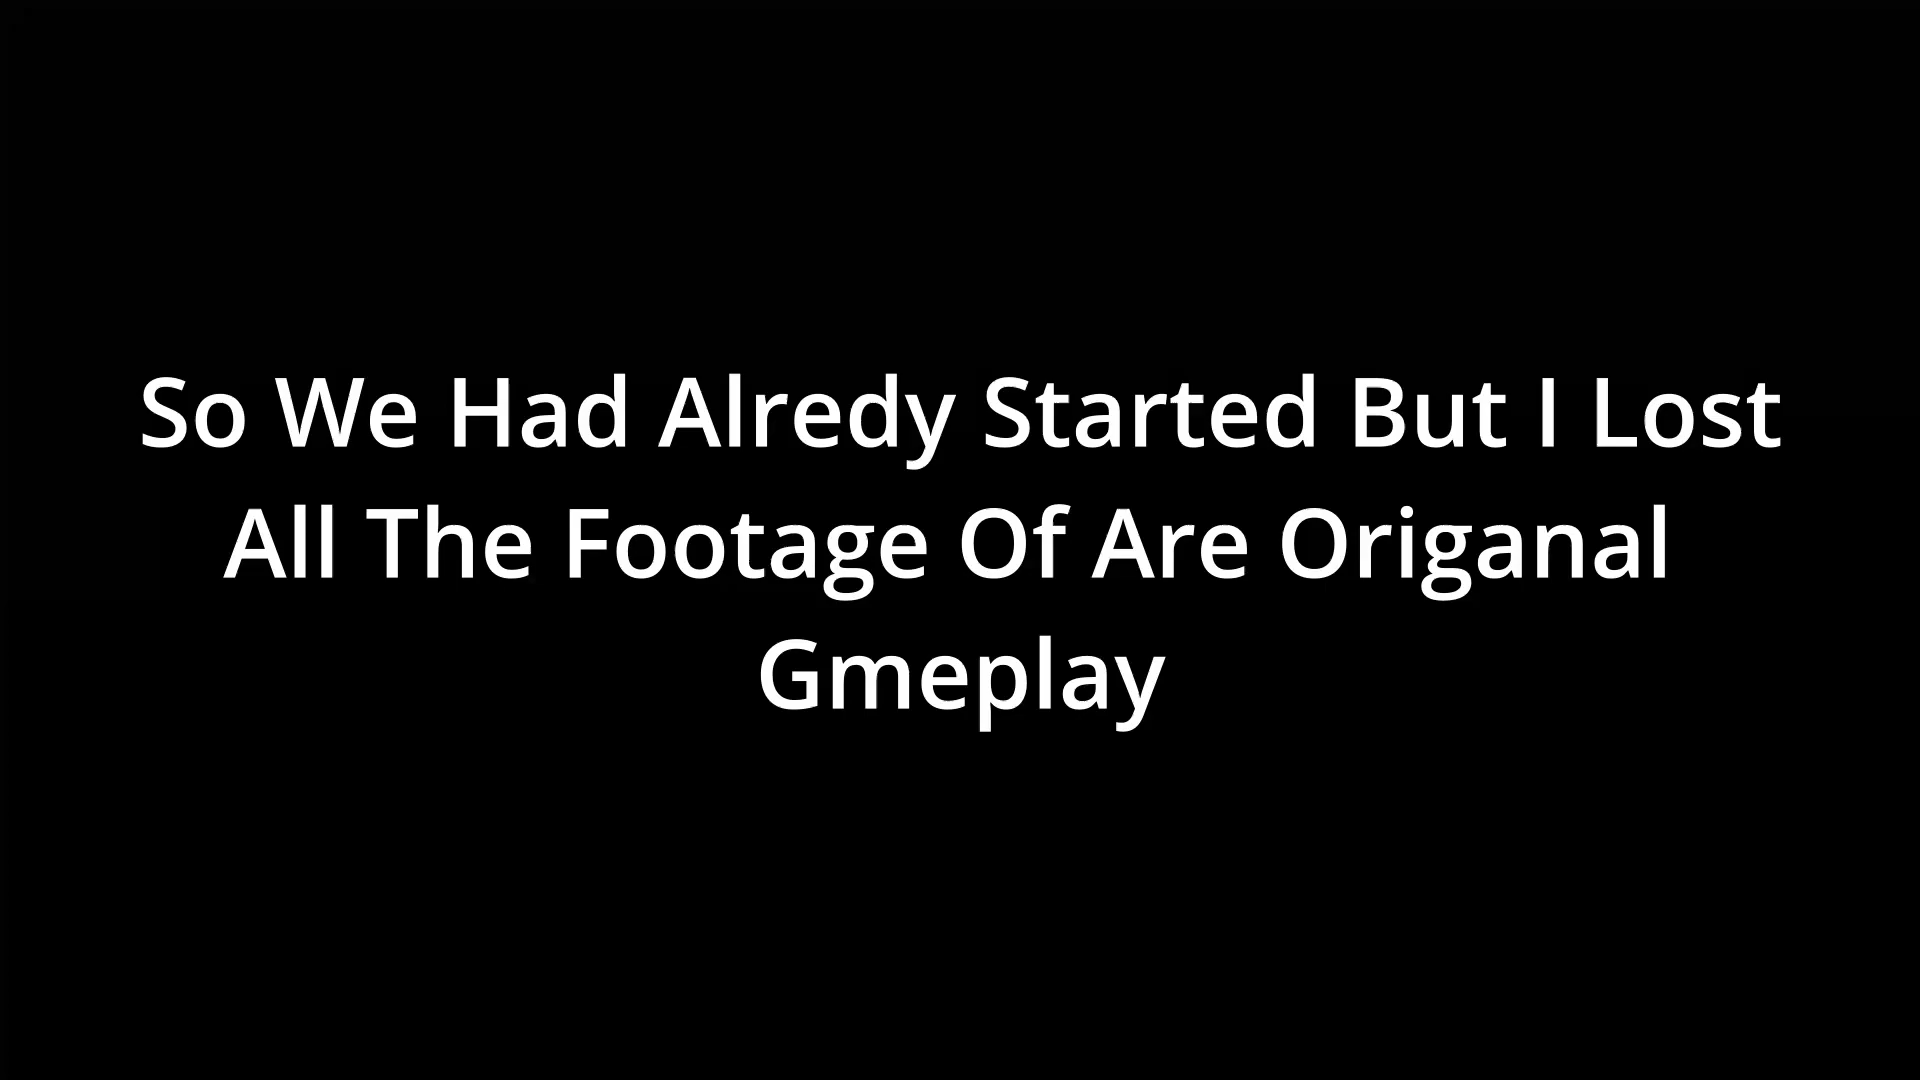 So We Had Alredy Started But I Lost
All The Footage Of Are Origanal
Gmeplay